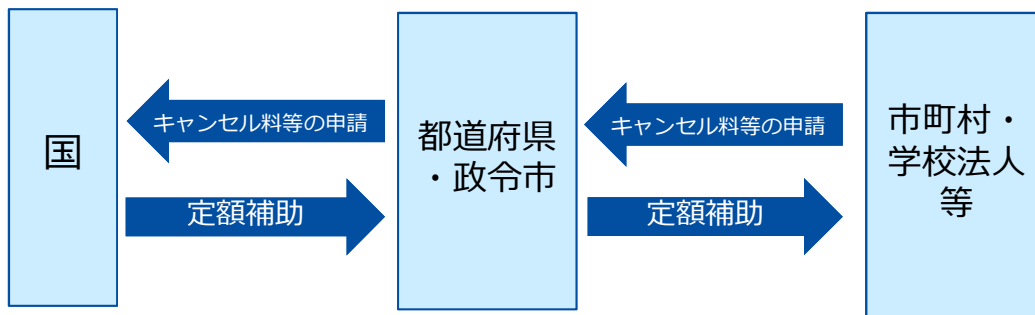 国
キャンセル料等の申請
定額補助
都道府県
・政令市
キャンセル料等の申請
定額補助
市町村・
学校法人
等